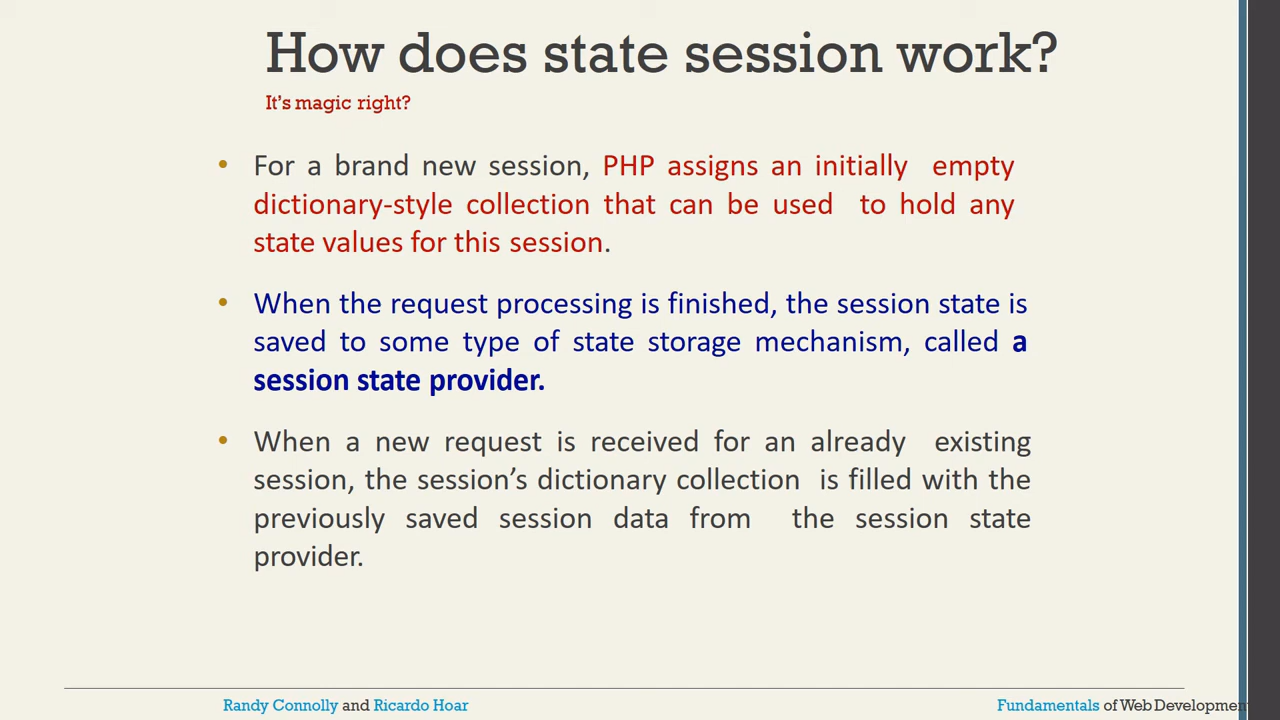 How does state session work?
It's magic right?
• For a brand new session, PHP assigns an initially empty
dictionary-style collection that can be used to hold any
state values for this session.
• When the request processing is finished, the session state is
saved to some type of state storage mechanism, called a
session state provider.
• When a new request is received for an already existing
session, the session’s dictionary collection is filled with the
previously saved session data from the session state
provider.
Randy Connolly and Ricardo Hoar
Fundamentals of Web Developmen